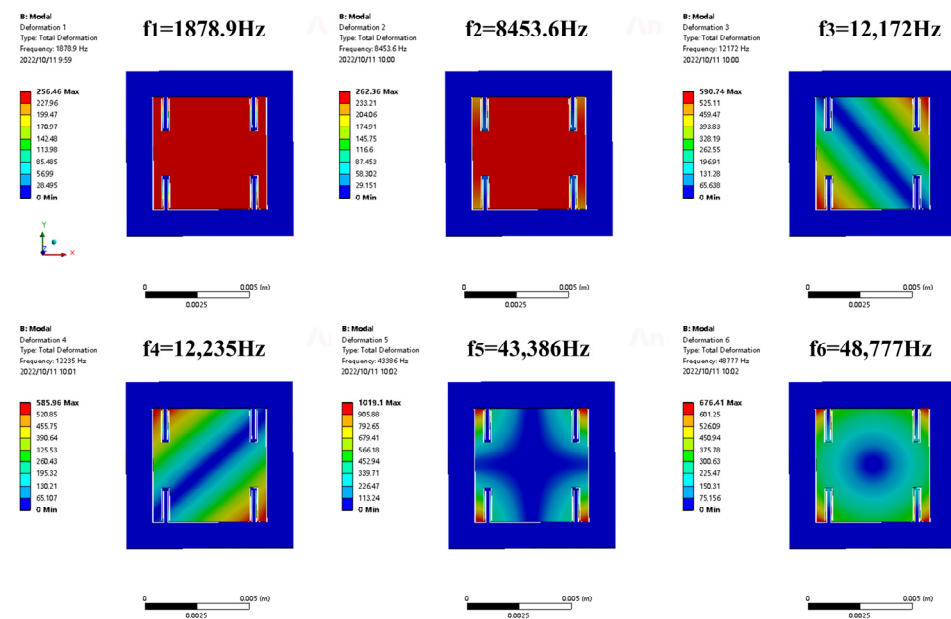 B: Modal
Deformation 1
Type: Total Deformation
Frequency: 1878.9 Hz
2022/10/11 9:59
f1=1878.9Hz
256.46 Max
227.96
199.47
170.97
142.48
113.98
85.485
56.99
28.495
0 Min
Y
Z
X
0
0.005 (m)
0.0025
B: Modal
Deformation 2
Type: Total Deformation
Frequency: 8453.6 Hz
2022/10/11 10:00
f2=8453.6Hz
262.36 Max
233.21
204.06
174.91
145.75
116.6
87.453
58.302
29.151
0 Min
0
0.005 (m)
0.0025
B: Modal
Deformation 3
Type: Total Deformation
Frequency: 12172 Hz
2022/10/11 10:00
f3=12,172Hz
590.74 Max
525.11
459.47
393.83
328.19
262.55
196.91
131.28
65.638
0 Min
0
0.005 (m)
0.0025
B: Modal
Deformation 4
Type: Total Deformation
Frequency: 12235 Hz
2022/10/11 10:01
f4=12,235Hz
585.96 Max
520.85
455.75
390.64
325.53
260.43
195.32
130.21
65.107
0 Min
0
0.005 (m)
0.0025
B: Modal
Deformation 5
Type: Total Deformation
Frequency: 43386 Hz
2022/10/11 10:02
f5=43,386Hz
1019.1 Max
905.88
792.65
679.41
566.18
452.94
339.71
226.47
113.24
0 Min
0
0.005 (m)
0.0025
B: Modal
Deformation 6
Type: Total Deformation
Frequency: 48777 Hz
2022/10/11 10:02
f6=48,777Hz
676.41 Max
601.25
526.09
450.94
375.78
300.63
225.47
150.31
75.156
0 Min
0
0.005 (m)
0.0025